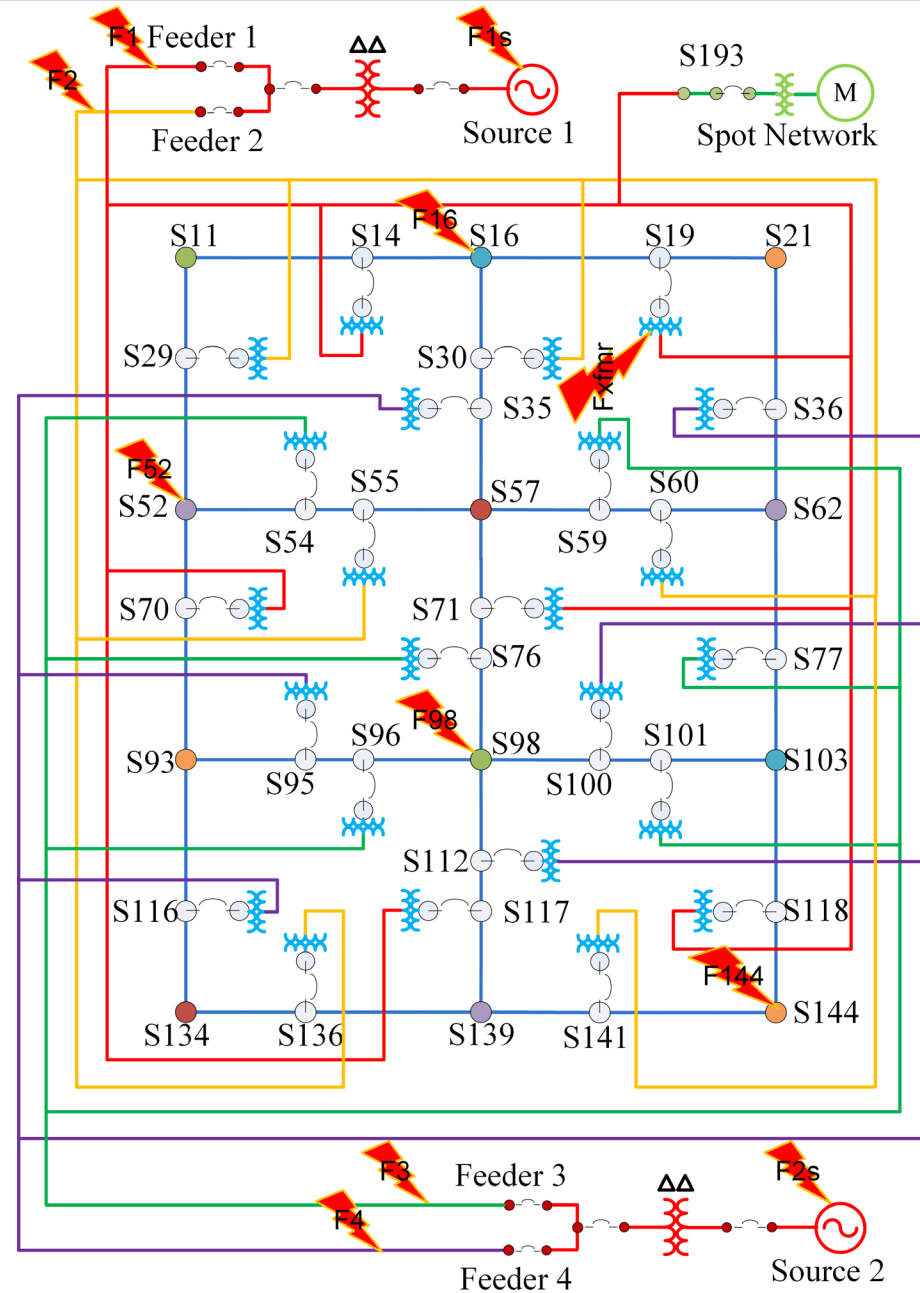 F1 Feeder 1 ΔΔ F1s
S193
F2
M
Feeder 2 Source 1 Spot Network
F16
S11 S14 S16 S19 S21
S29 S30
Fxfmr
S35 S36
F52
S55 S57 S60
S52 S62
S54 S59
S70 S71
S76 S77
F98
S96 S98 S101
S93 S103
S95 S100
S112
S116 S117 S118
F144
S144
S134 S136 S139 S141
F3 Feeder 3 ΔΔ F2s
F4
Feeder 4 Source 2